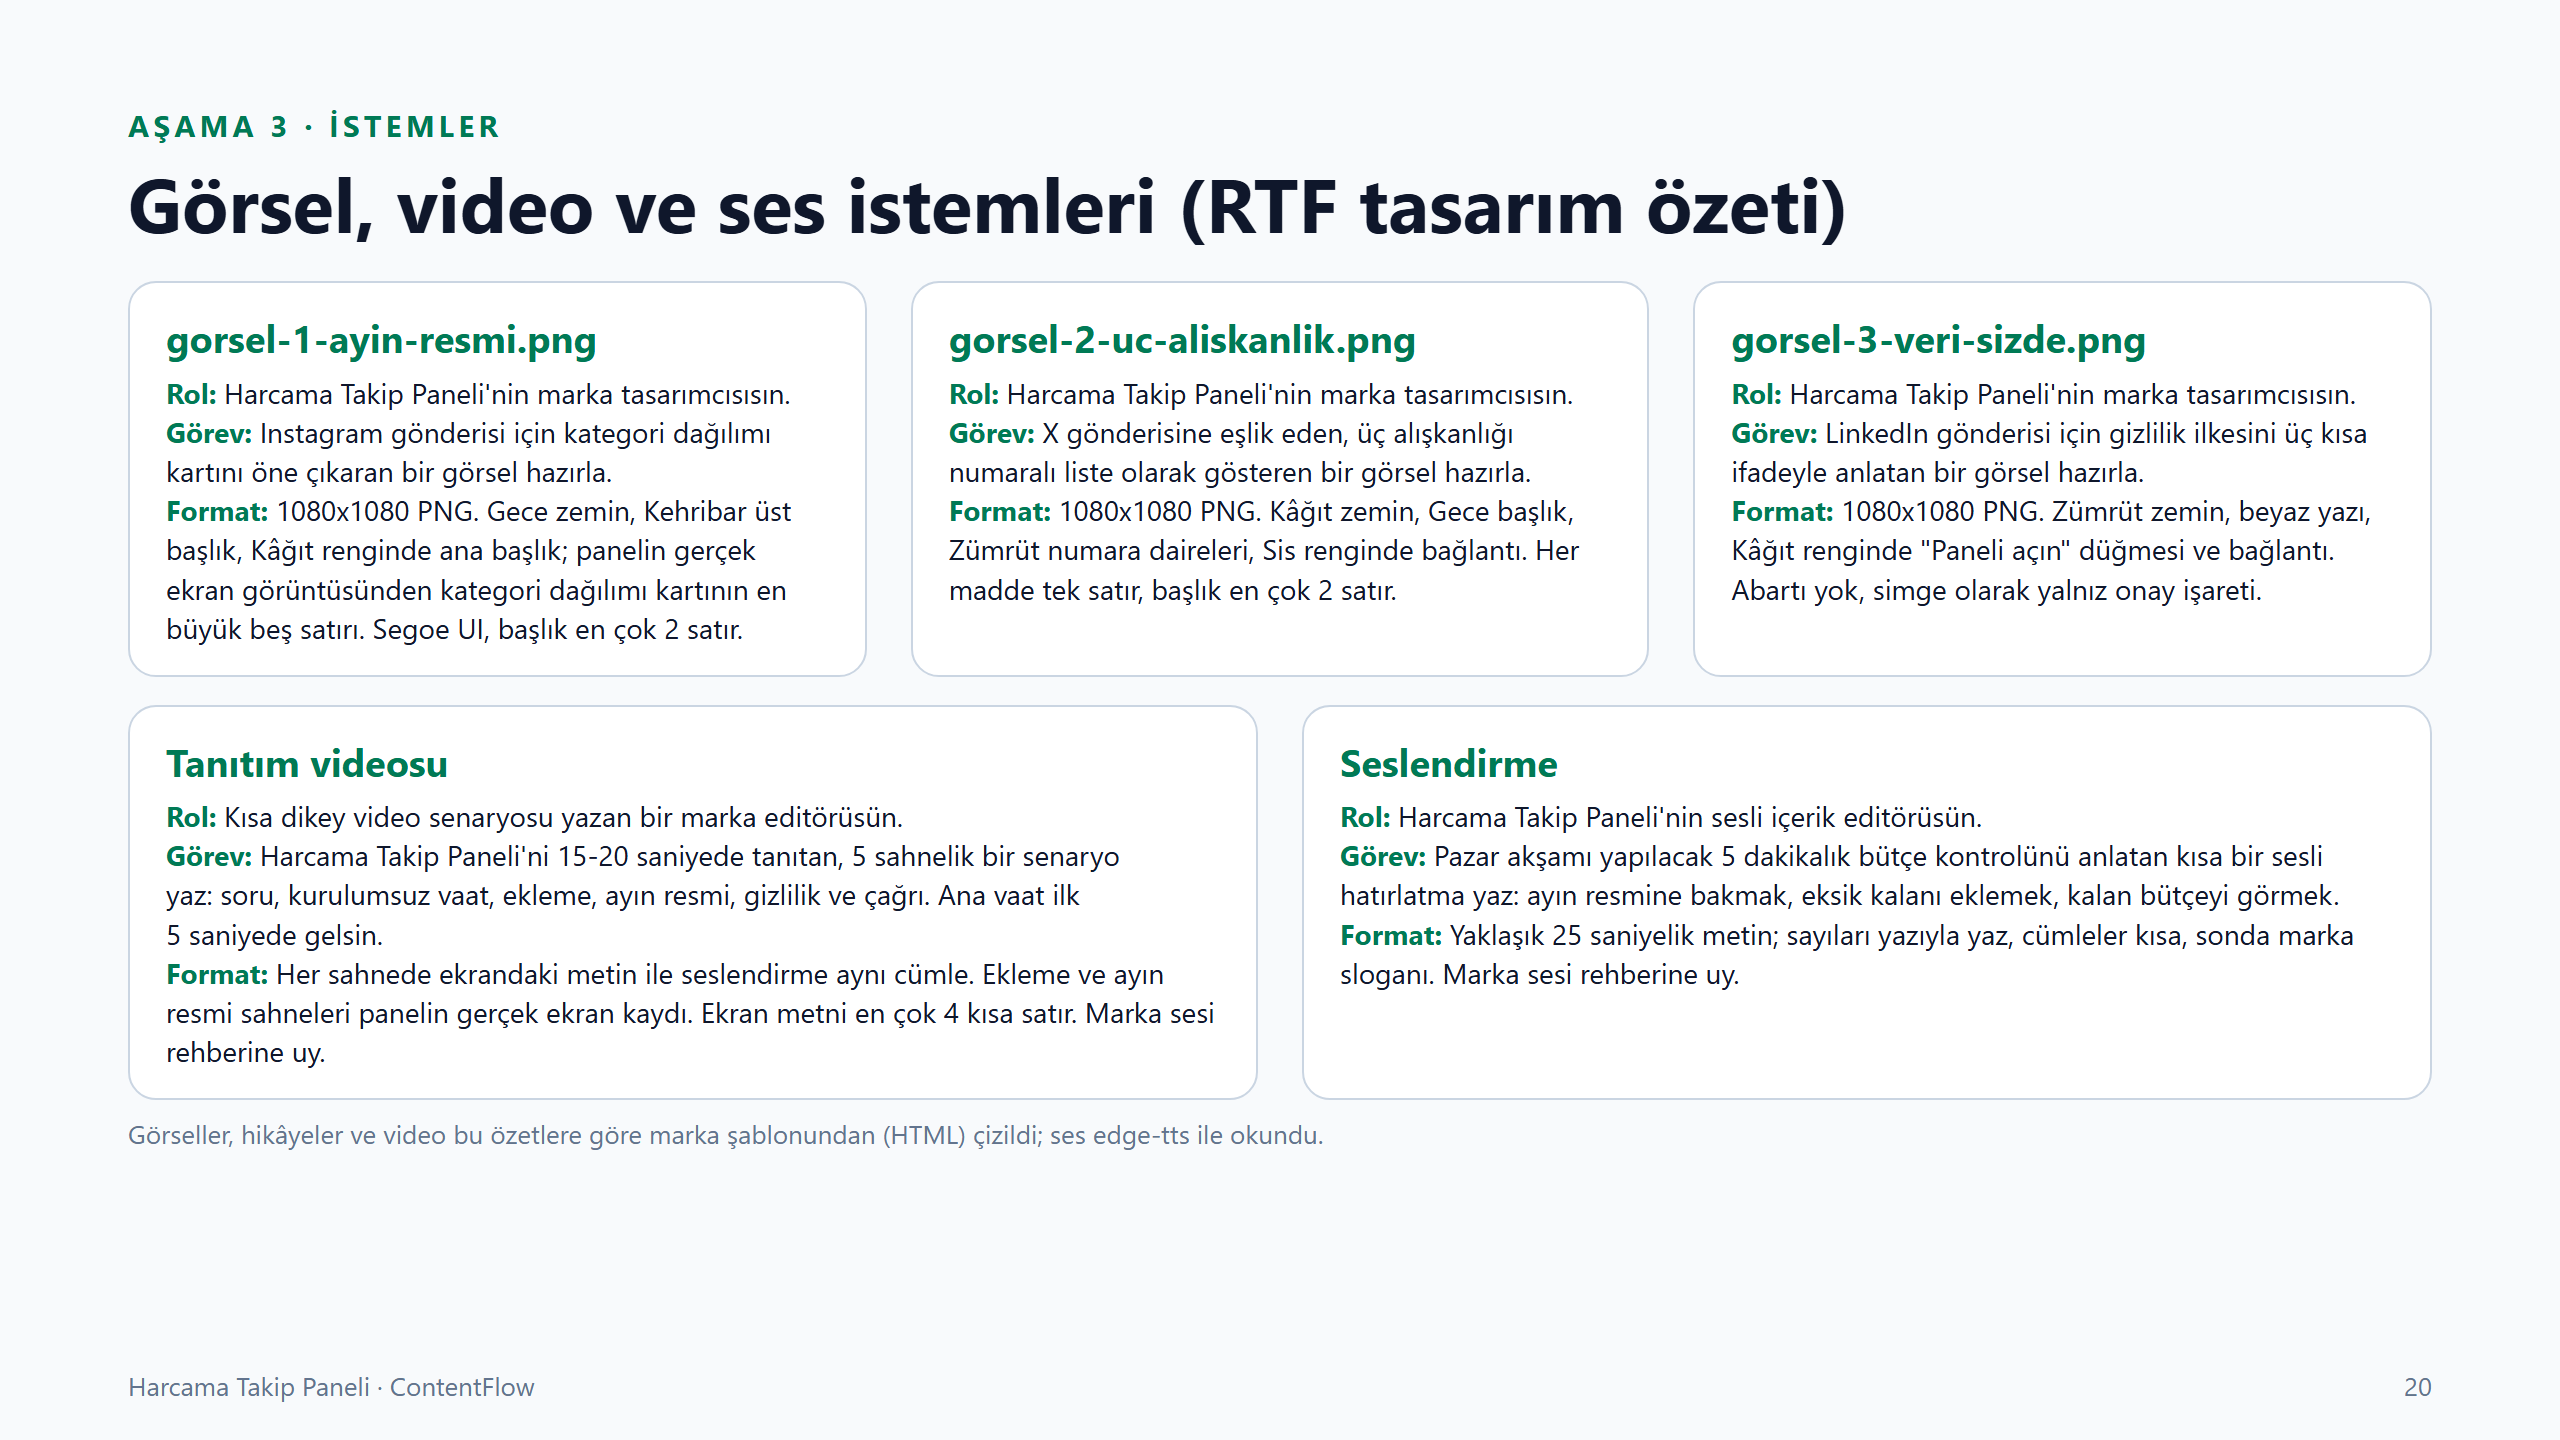 AŞAMA 3 · İSTEMLER
Görsel, video ve ses istemleri (RTF tasarım özeti)
gorsel-1-ayin-resmi.png
Rol: Harcama Takip Paneli'nin marka tasarımcısısın.
Görev: Instagram gönderisi için kategori dağılımı
kartını öne çıkaran bir görsel hazırla.
Format: 1080x1080 PNG. Gece zemin, Kehribar üst
başlık, Kâğıt renginde ana başlık; panelin gerçek
ekran görüntüsünden kategori dağılımı kartının en
büyük beş satırı. Segoe UI, başlık en çok 2 satır.
gorsel-2-uc-aliskanlik.png
Rol: Harcama Takip Paneli'nin marka tasarımcısısın.
Görev: X gönderisine eşlik eden, üç alışkanlığı
numaralı liste olarak gösteren bir görsel hazırla.
Format: 1080x1080 PNG. Kâğıt zemin, Gece başlık,
Zümrüt numara daireleri, Sis renginde bağlantı. Her
madde tek satır, başlık en çok 2 satır.
gorsel-3-veri-sizde.png
Rol: Harcama Takip Paneli'nin marka tasarımcısısın.
Görev: LinkedIn gönderisi için gizlilik ilkesini üç kısa
ifadeyle anlatan bir görsel hazırla.
Format: 1080x1080 PNG. Zümrüt zemin, beyaz yazı,
Kâğıt renginde "Paneli açın" düğmesi ve bağlantı.
Abartı yok, simge olarak yalnız onay işareti.
Tanıtım videosu
Rol: Kısa dikey video senaryosu yazan bir marka editörüsün.
Görev: Harcama Takip Paneli'ni 15-20 saniyede tanıtan, 5 sahnelik bir senaryo
yaz: soru, kurulumsuz vaat, ekleme, ayın resmi, gizlilik ve çağrı. Ana vaat ilk
5 saniyede gelsin.
Format: Her sahnede ekrandaki metin ile seslendirme aynı cümle. Ekleme ve ayın
resmi sahneleri panelin gerçek ekran kaydı. Ekran metni en çok 4 kısa satır. Marka sesi
rehberine uy.
Seslendirme
Rol: Harcama Takip Paneli'nin sesli içerik editörüsün.
Görev: Pazar akşamı yapılacak 5 dakikalık bütçe kontrolünü anlatan kısa bir sesli
hatırlatma yaz: ayın resmine bakmak, eksik kalanı eklemek, kalan bütçeyi görmek.
Format: Yaklaşık 25 saniyelik metin; sayıları yazıyla yaz, cümleler kısa, sonda marka
sloganı. Marka sesi rehberine uy.
Görseller, hikâyeler ve video bu özetlere göre marka şablonundan (HTML) çizildi; ses edge-tts ile okundu.
Harcama Takip Paneli · ContentFlow
20